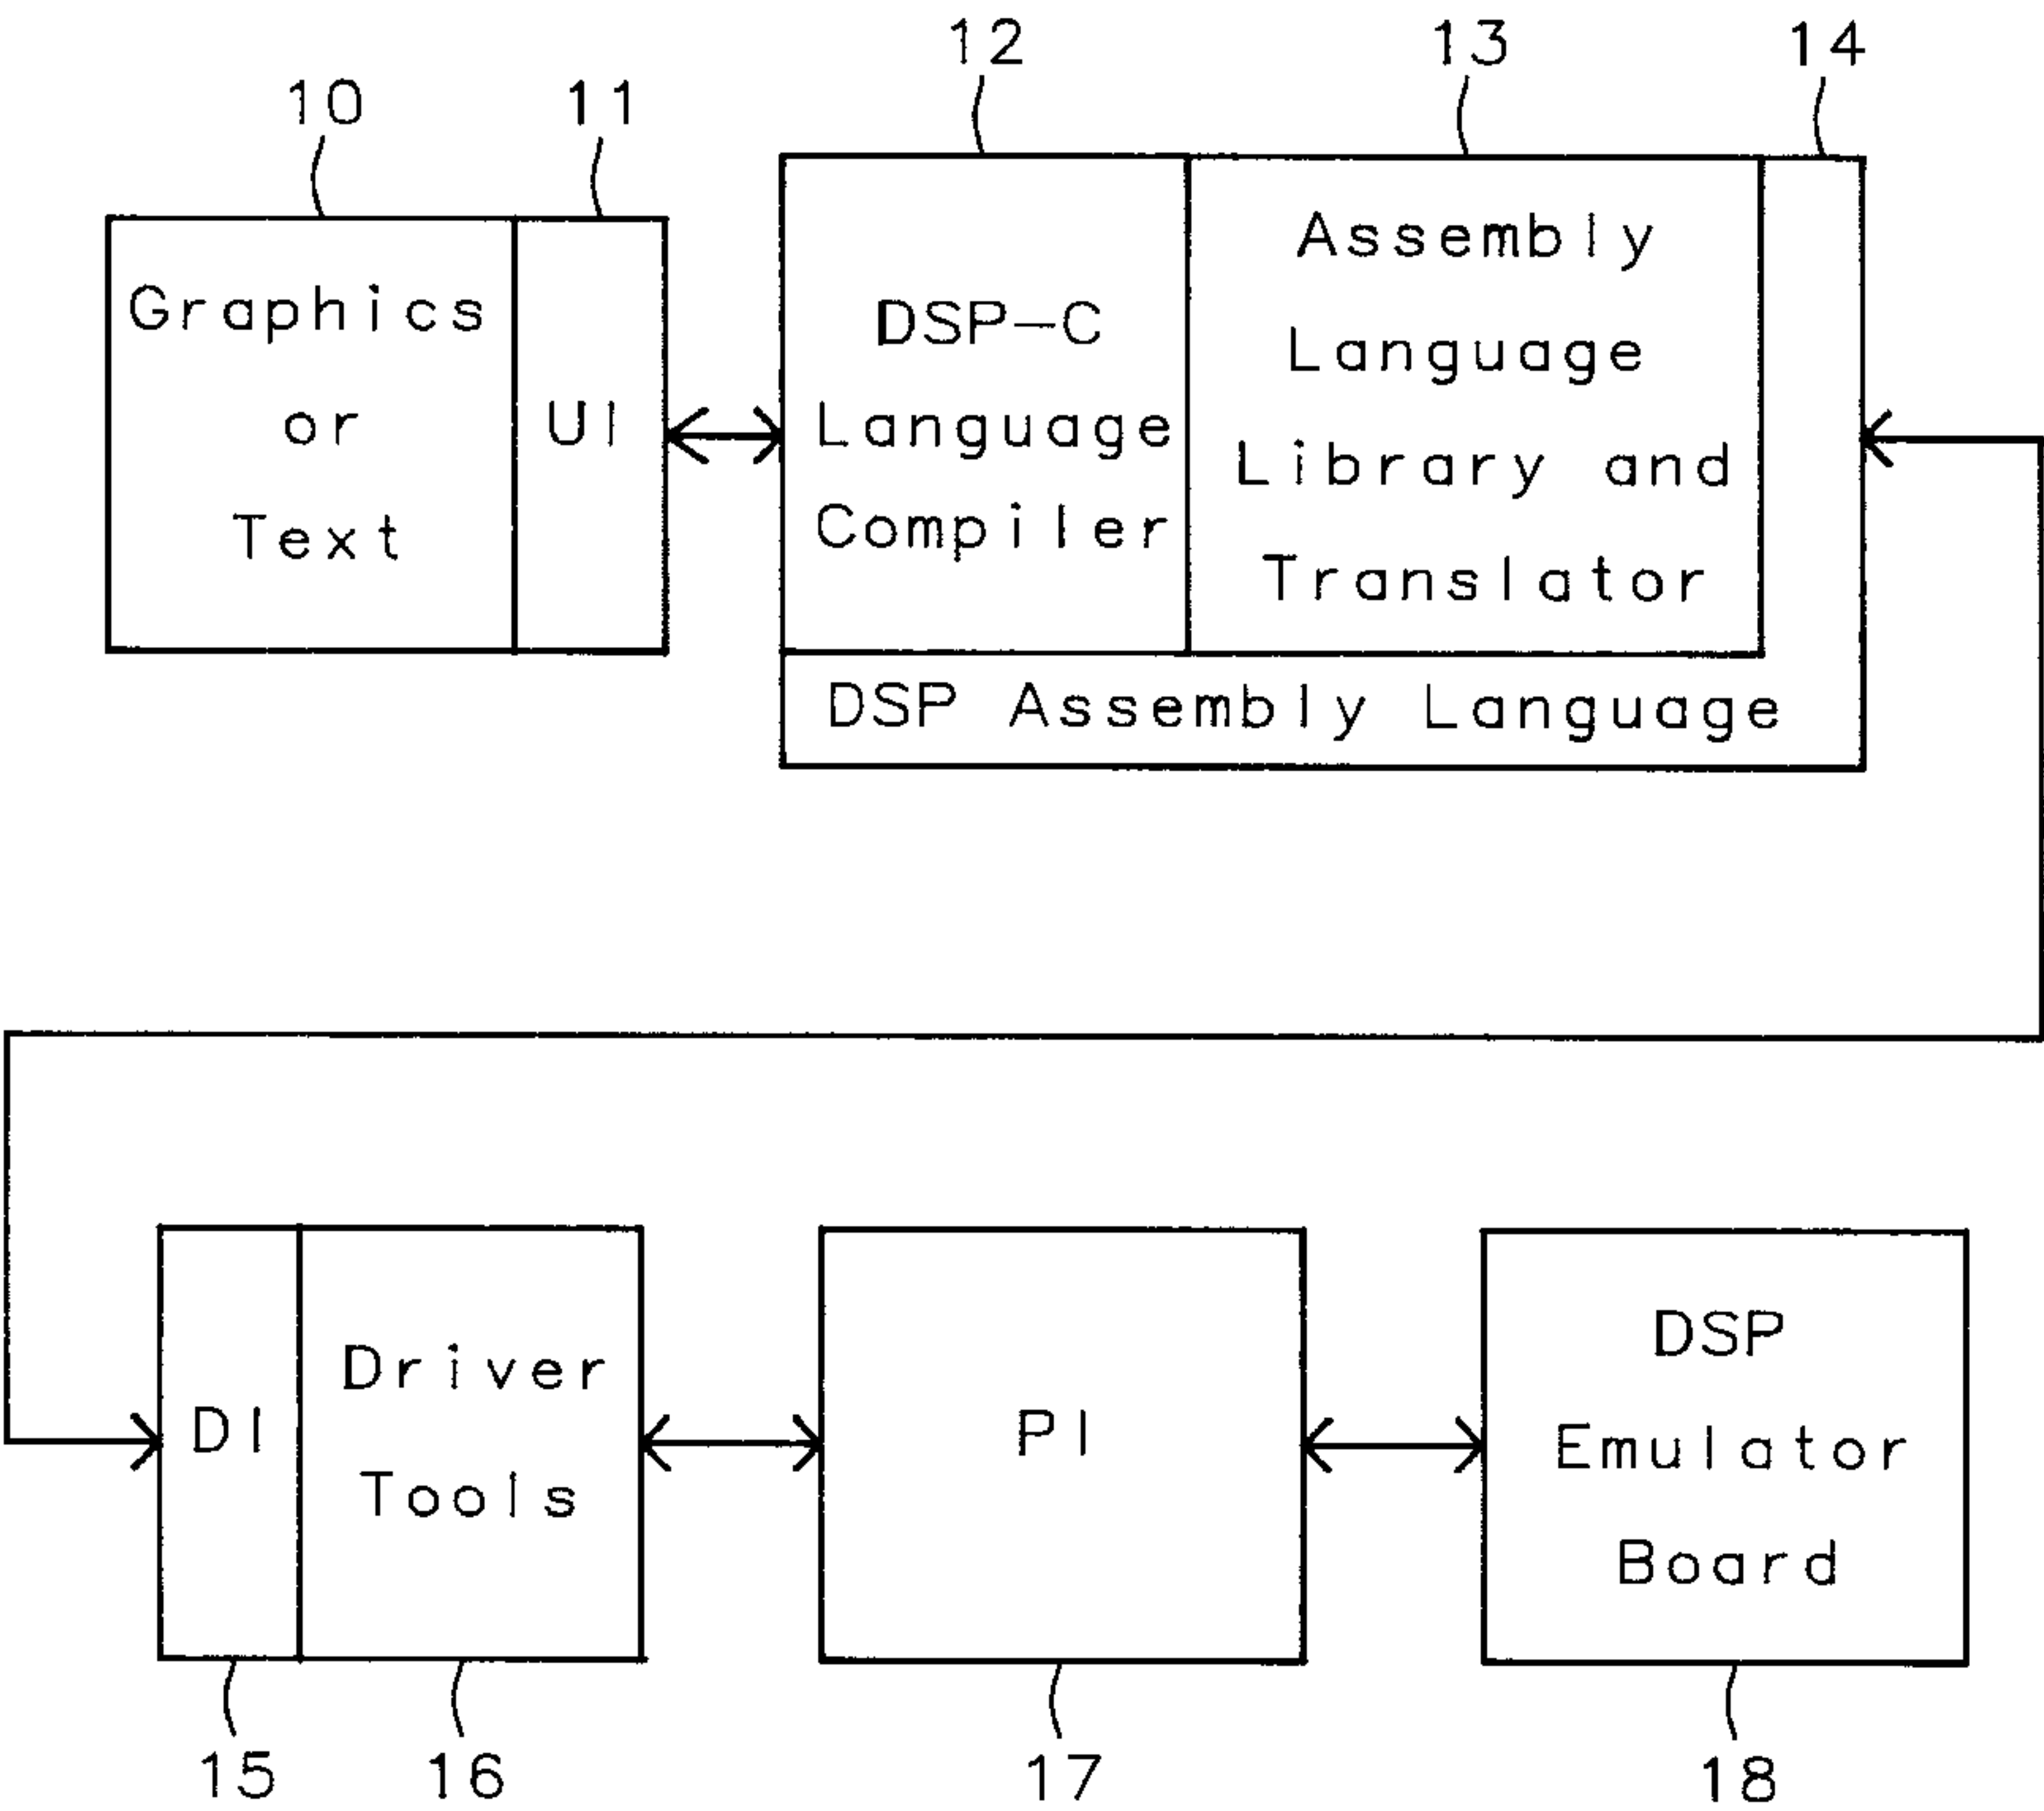 10
11
12
13
14
Graphics
or
Text
UI
DSP-C
Language
Compiler
Assembly
Language
Library and
Translator
DSP Assembly Language
DI
Driver
Tools
PI
DSP
Emulator
Board
15
16
17
18